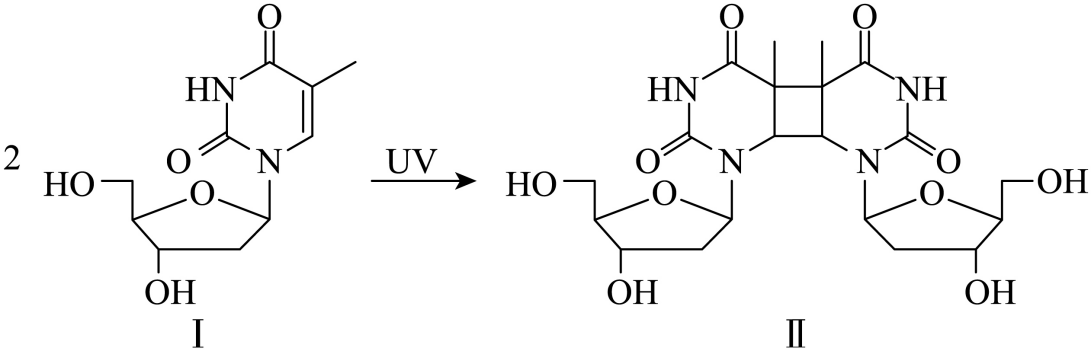 O O O
HN HN NH
2 O N UV O N N O
HO O HO O O OH
OH OH OH
Ⅰ Ⅱ